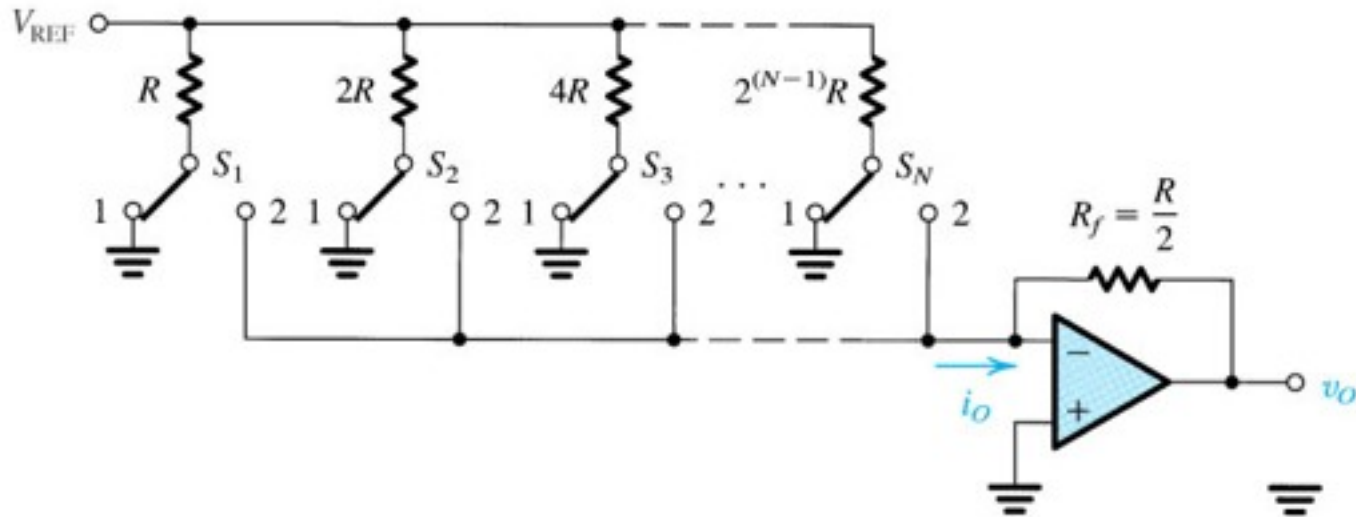 V_REF
R 2R 4R 2^(N−1)R
S_1 S_2 S_3 S_N
1 2 1 2 1 2 · · · 1 2
R_f = R/2
−
i_O + v_O